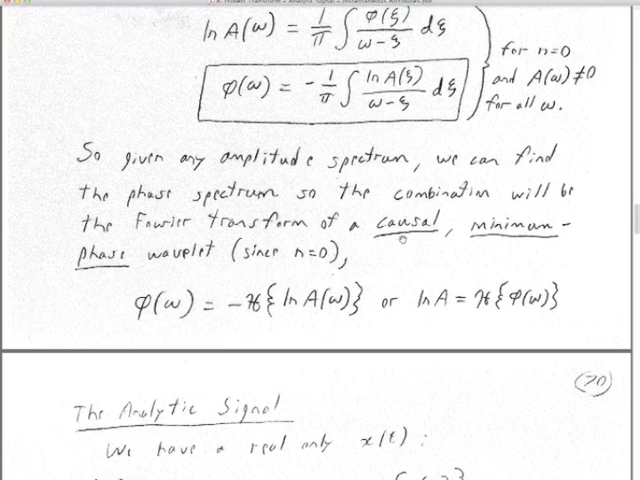 ln A(ω) = 1/π ∫ φ(ξ)/(ω-ξ) dξ
φ(ω) = - 1/π ∫ ln A(ξ)/(ω-ξ) dξ
for n=0
and A(ω)≠0
for all ω.
So given any amplitude spectrum, we can find
the phase spectrum so the combination will be
the Fourier transform of a causal, minimum-
phase wavelet (since n=0),
φ(ω) = -ℋ{ln A(ω)} or ln A = ℋ{φ(ω)}
(70)
The Analytic Signal
We have a real only x(t):